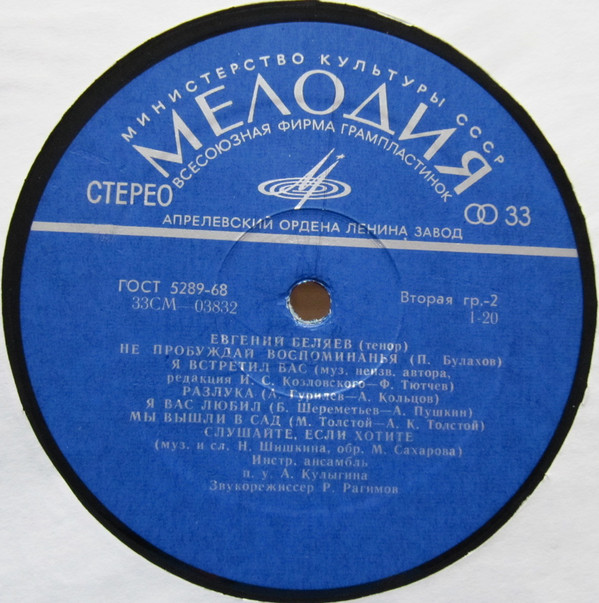 МИНИСТЕРСТВО КУЛЬТУРЫ СССР
МЕЛОДИЯ
ВСЕСОЮЗНАЯ ФИРМА ГРАМПЛАСТИНОК
СТЕРЕО
33
АПРЕЛЕВСКИЙ ОРДЕНА ЛЕНИНА ЗАВОД
ГОСТ 5289-68
Вторая гр.-2
33СМ—03832
1-20
ЕВГЕНИЙ БЕЛЯЕВ (тенор)
НЕ ПРОБУЖДАЙ ВОСПОМИНАНЬЯ (П. Булахов)
Я ВСТРЕТИЛ ВАС (муз. неизв. автора,
редакция И. С. Козловского—Ф. Тютчев)
РАЗЛУКА (А. Гурилев—А. Кольцов)
Я ВАС ЛЮБИЛ (Б. Шереметьев—А. Пушкин)
МЫ ВЫШЛИ В САД (М. Толстой—А. К. Толстой)
СЛУШАЙТЕ, ЕСЛИ ХОТИТЕ
(муз. и сл. Н. Шишкина, обр. М. Сахарова)
Инстр. ансамбль
п. у. А. Кулыгина
Звукорежиссер Р. Рагимов